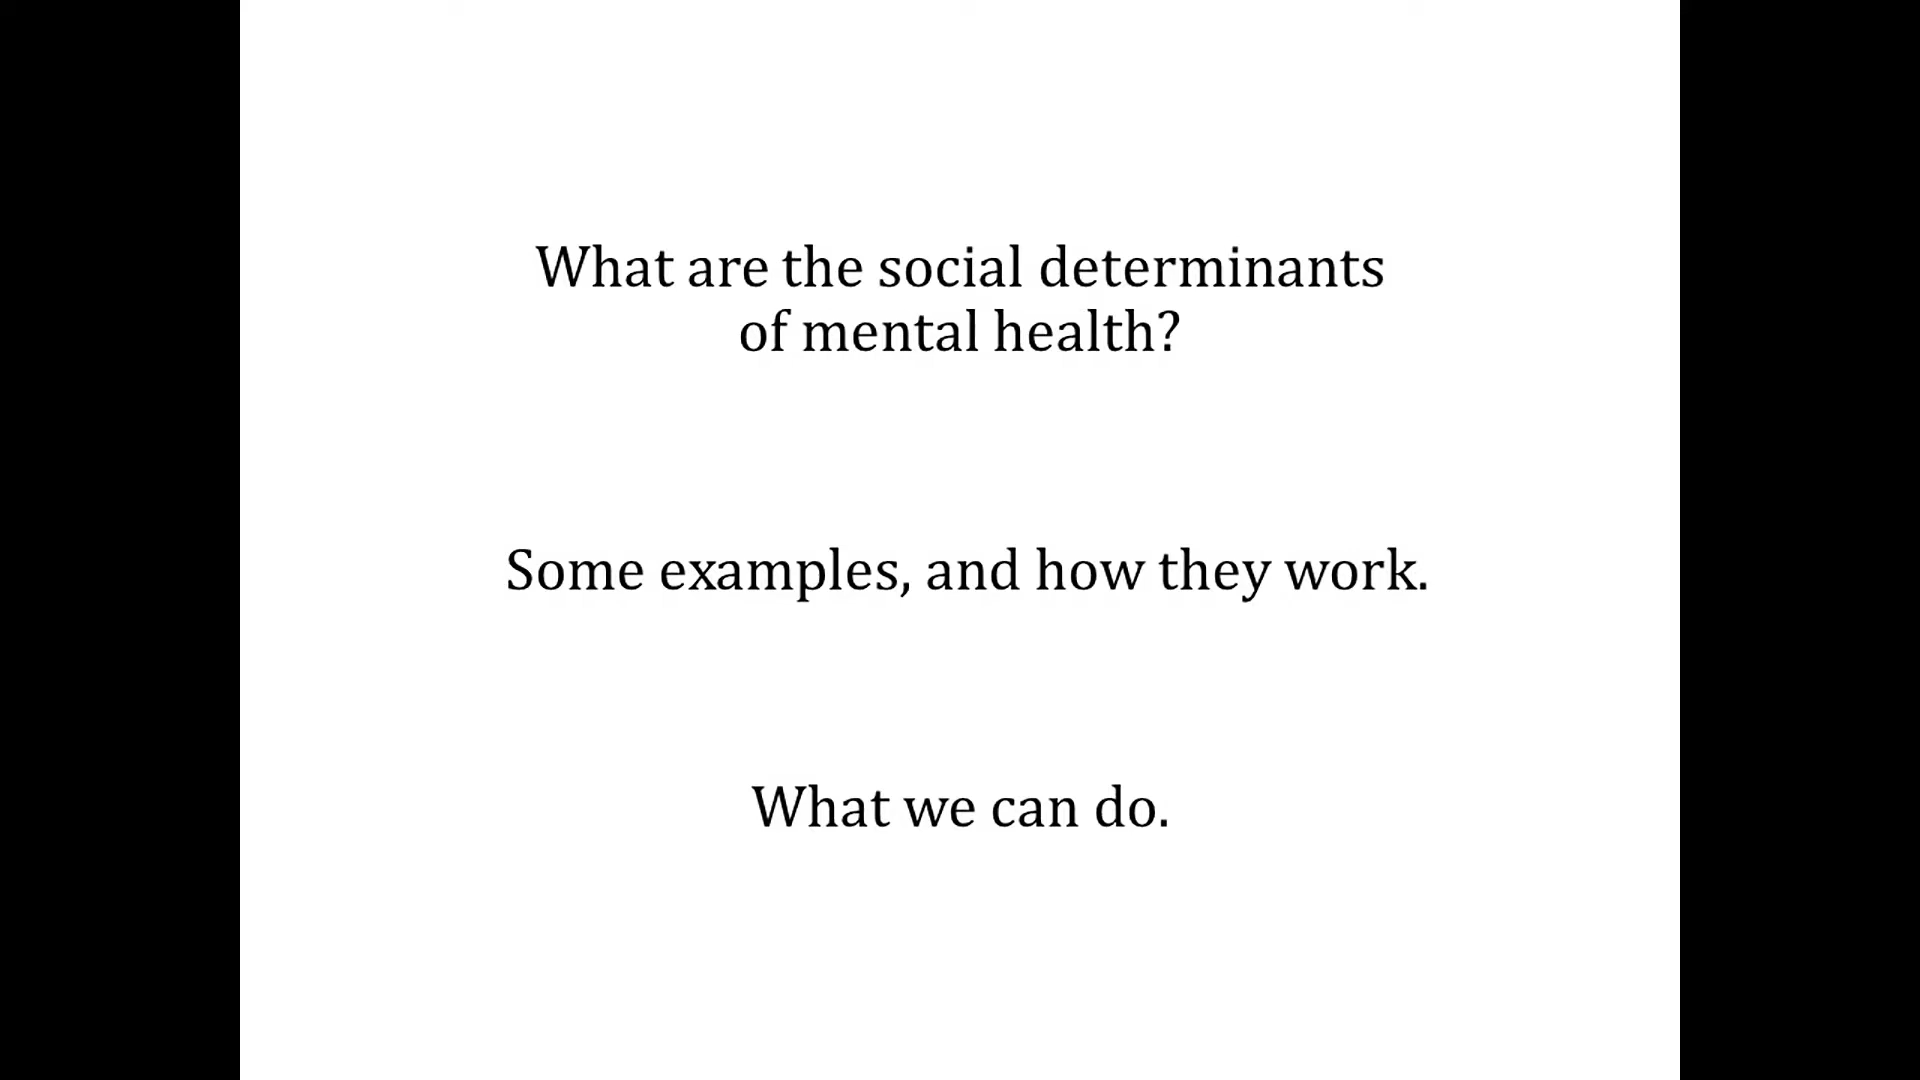 What are the social determinants
of mental health?
Some examples, and how they work.
What we can do.